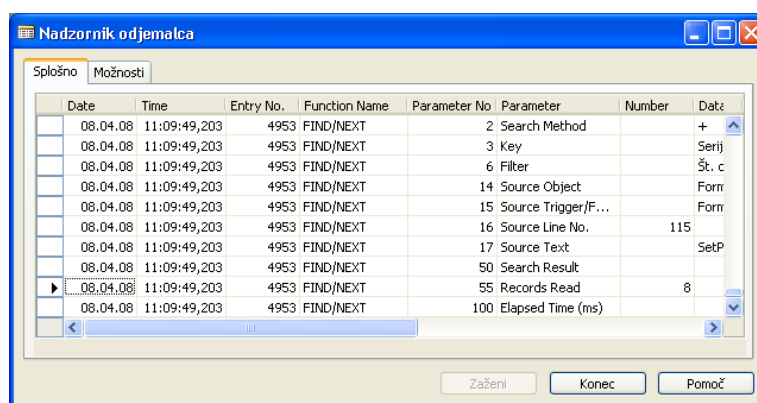 Nadzornik odjemalca
Splošno Možnosti
Date Time Entry No. Function Name Parameter No Parameter Number Data
08.04.08 11:09:49,203 4953 FIND/NEXT 2 Search Method +
08.04.08 11:09:49,203 4953 FIND/NEXT 3 Key Serij
08.04.08 11:09:49,203 4953 FIND/NEXT 6 Filter Št. c
08.04.08 11:09:49,203 4953 FIND/NEXT 14 Source Object Form
08.04.08 11:09:49,203 4953 FIND/NEXT 15 Source Trigger/F... Form
08.04.08 11:09:49,203 4953 FIND/NEXT 16 Source Line No. 115
08.04.08 11:09:49,203 4953 FIND/NEXT 17 Source Text SetP
08.04.08 11:09:49,203 4953 FIND/NEXT 50 Search Result
08.04.08 11:09:49,203 4953 FIND/NEXT 55 Records Read 8
08.04.08 11:09:49,203 4953 FIND/NEXT 100 Elapsed Time (ms)
Zaženi Konec Pomoč